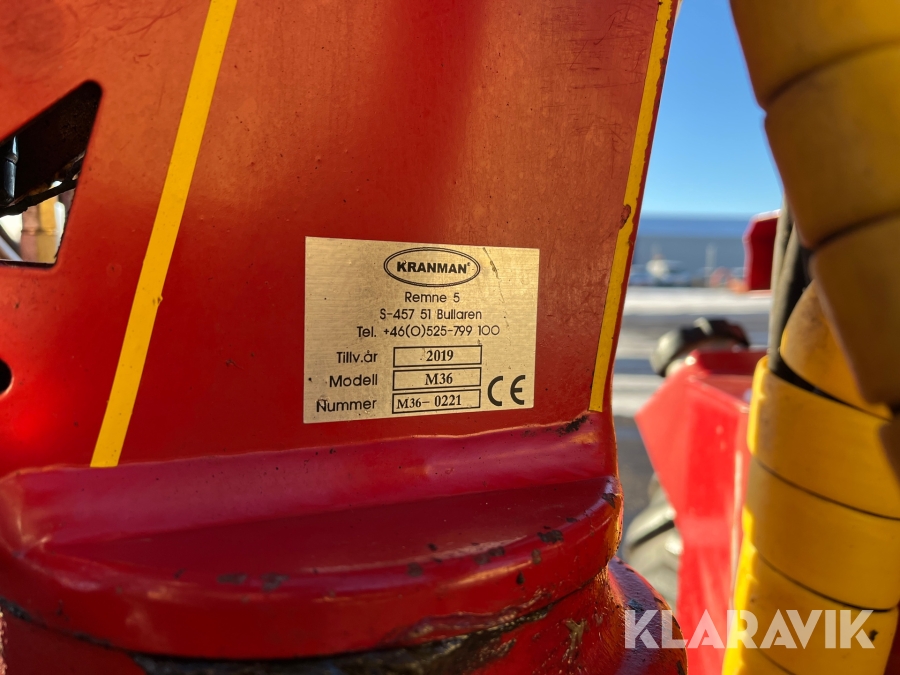 KRANMAN®
Remne 5
S-457 51 Bullaren
Tel. +46(0)525-799 100
Tillv.år 2019
Modell M36
Nummer M36-0221 CE
KLARAVIK